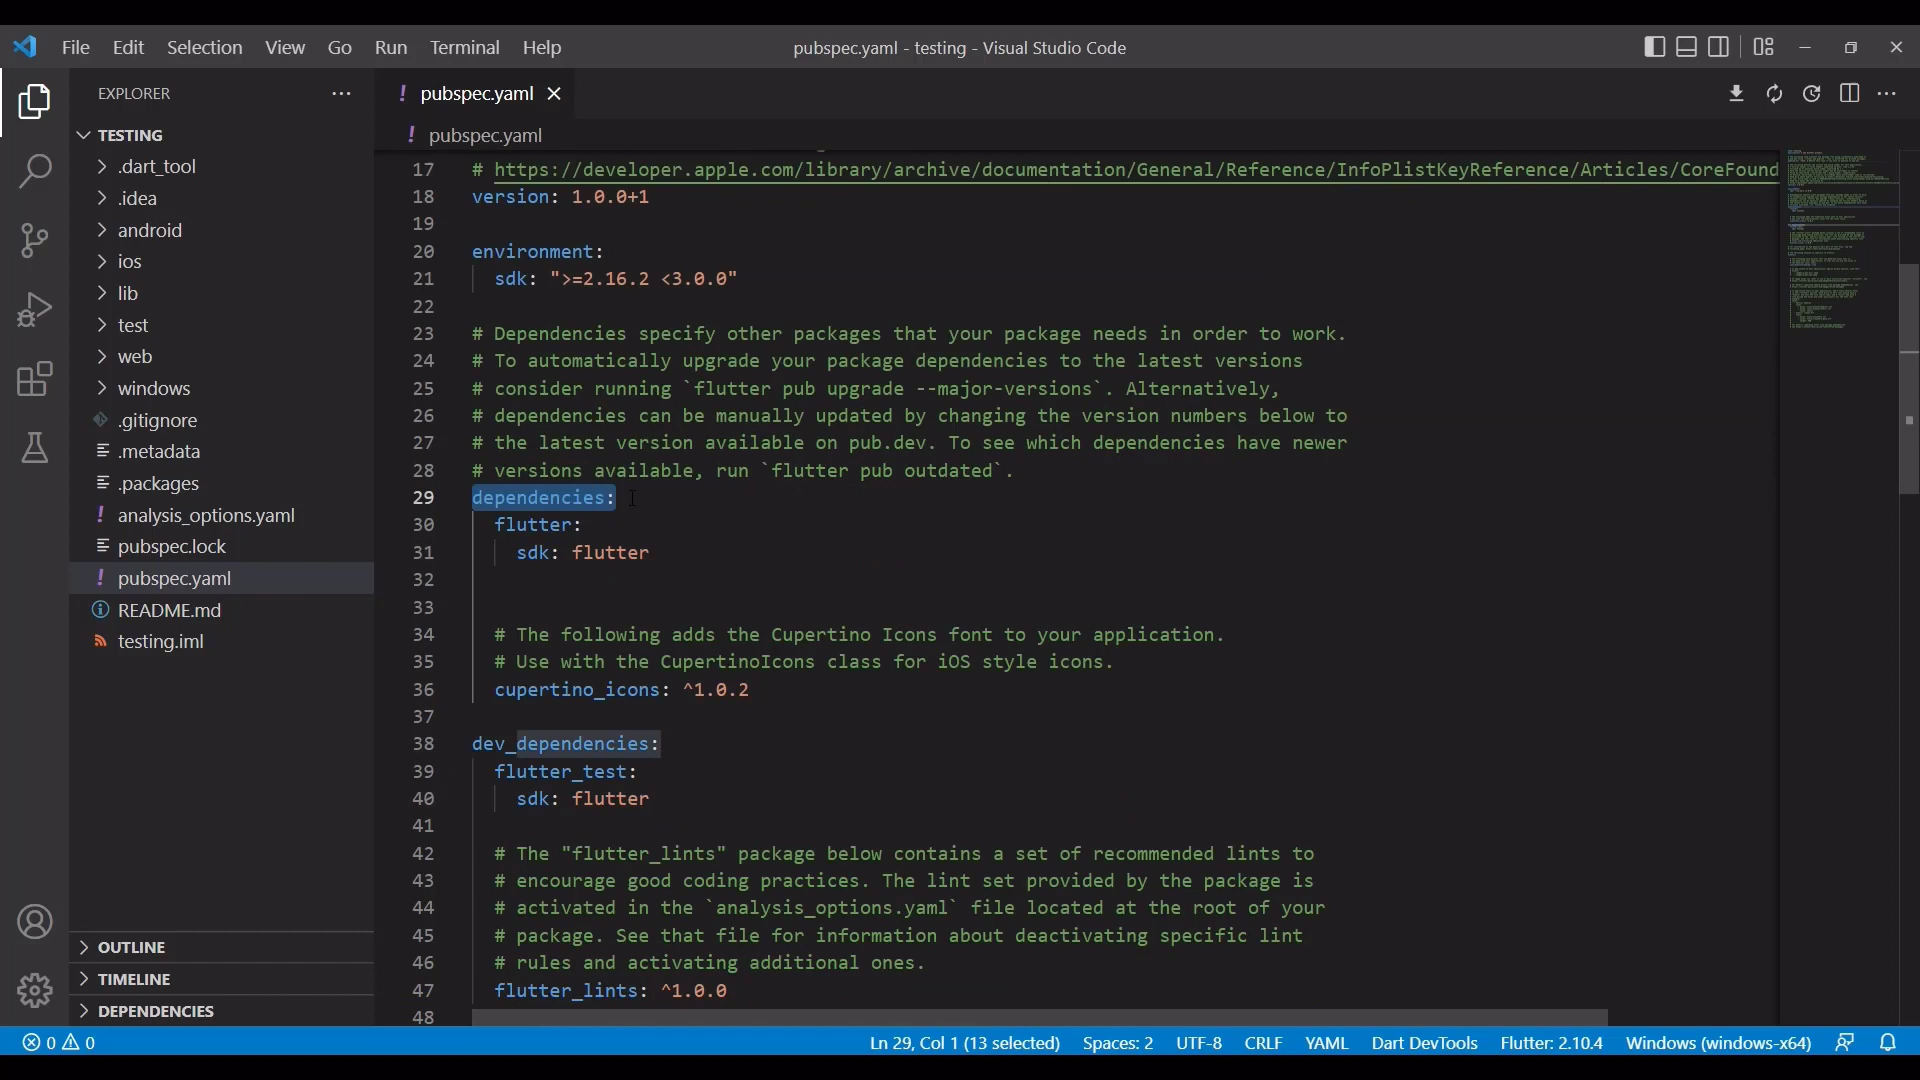 File Edit Selection View Go Run Terminal Help
pubspec.yaml - testing - Visual Studio Code
EXPLORER
TESTING
.dart_tool
.idea
android
ios
lib
test
web
windows
.gitignore
.metadata
.packages
analysis_options.yaml
pubspec.lock
pubspec.yaml
README.md
testing.iml
OUTLINE
TIMELINE
DEPENDENCIES
! pubspec.yaml
! pubspec.yaml
17 # https://developer.apple.com/library/archive/documentation/General/Reference/InfoPlistKeyReference/Articles/CoreFound
18 version: 1.0.0+1
19
20 environment:
21 sdk: ">=2.16.2 <3.0.0"
22
23 # Dependencies specify other packages that your package needs in order to work.
24 # To automatically upgrade your package dependencies to the latest versions
25 # consider running `flutter pub upgrade --major-versions`. Alternatively,
26 # dependencies can be manually updated by changing the version numbers below to
27 # the latest version available on pub.dev. To see which dependencies have newer
28 # versions available, run `flutter pub outdated`.
29 dependencies:
30 flutter:
31 sdk: flutter
32
33
34 # The following adds the Cupertino Icons font to your application.
35 # Use with the CupertinoIcons class for iOS style icons.
36 cupertino_icons: ^1.0.2
37
38 dev_dependencies:
39 flutter_test:
40 sdk: flutter
41
42 # The "flutter_lints" package below contains a set of recommended lints to
43 # encourage good coding practices. The lint set provided by the package is
44 # activated in the `analysis_options.yaml` file located at the root of your
45 # package. See that file for information about deactivating specific lint
46 # rules and activating additional ones.
47 flutter_lints: ^1.0.0
48
0 0 Ln 29, Col 1 (13 selected) Spaces: 2 UTF-8 CRLF YAML Dart DevTools Flutter: 2.10.4 Windows (windows-x64)